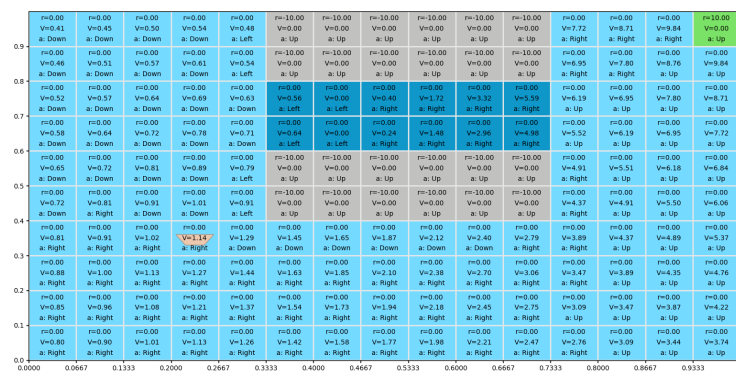 r=0.00 r=0.00 r=0.00 r=0.00 r=0.00 r=-10.00 r=-10.00 r=-10.00 r=-10.00 r=-10.00 r=-10.00 r=0.00 r=0.00 r=0.00 r=10.00
V=0.41 V=0.45 V=0.50 V=0.54 V=0.48 V=0.00 V=0.00 V=0.00 V=0.00 V=0.00 V=0.00 V=7.72 V=8.71 V=9.84 V=0.00
a: Down a: Down a: Down a: Down a: Left a: Up a: Up a: Up a: Up a: Up a: Up a: Right a: Right a: Right a: Up
0.9
r=0.00 r=0.00 r=0.00 r=0.00 r=0.00 r=-10.00 r=-10.00 r=-10.00 r=-10.00 r=-10.00 r=-10.00 r=0.00 r=0.00 r=0.00 r=0.00
V=0.46 V=0.51 V=0.57 V=0.61 V=0.54 V=0.00 V=0.00 V=0.00 V=0.00 V=0.00 V=0.00 V=6.95 V=7.80 V=8.76 V=9.84
a: Down a: Down a: Down a: Down a: Left a: Up a: Up a: Up a: Up a: Up a: Up a: Right a: Right a: Up a: Up
0.8
r=0.00 r=0.00 r=0.00 r=0.00 r=0.00 r=0.00 r=0.00 r=0.00 r=0.00 r=0.00 r=0.00 r=0.00 r=0.00 r=0.00 r=0.00
V=0.52 V=0.57 V=0.64 V=0.69 V=0.63 V=0.56 V=0.00 V=0.40 V=1.72 V=3.32 V=5.59 V=6.19 V=6.95 V=7.80 V=8.71
a: Down a: Down a: Down a: Down a: Down a: Left a: Left a: Right a: Right a: Right a: Right a: Right a: Up a: Up a: Up
0.7
r=0.00 r=0.00 r=0.00 r=0.00 r=0.00 r=0.00 r=0.00 r=0.00 r=0.00 r=0.00 r=0.00 r=0.00 r=0.00 r=0.00 r=0.00
V=0.58 V=0.64 V=0.72 V=0.78 V=0.71 V=0.64 V=0.00 V=0.24 V=1.48 V=2.96 V=4.98 V=5.52 V=6.19 V=6.95 V=7.72
a: Down a: Down a: Down a: Down a: Down a: Left a: Left a: Right a: Right a: Right a: Right a: Up a: Up a: Up a: Up
0.6
r=0.00 r=0.00 r=0.00 r=0.00 r=0.00 r=-10.00 r=-10.00 r=-10.00 r=-10.00 r=-10.00 r=-10.00 r=0.00 r=0.00 r=0.00 r=0.00
V=0.65 V=0.72 V=0.81 V=0.89 V=0.79 V=0.00 V=0.00 V=0.00 V=0.00 V=0.00 V=0.00 V=4.91 V=5.51 V=6.18 V=6.84
a: Down a: Down a: Down a: Down a: Left a: Up a: Up a: Up a: Up a: Up a: Up a: Right a: Up a: Up a: Up
0.5
r=0.00 r=0.00 r=0.00 r=0.00 r=0.00 r=-10.00 r=-10.00 r=-10.00 r=-10.00 r=-10.00 r=-10.00 r=0.00 r=0.00 r=0.00 r=0.00
V=0.72 V=0.81 V=0.91 V=1.01 V=0.91 V=0.00 V=0.00 V=0.00 V=0.00 V=0.00 V=0.00 V=4.37 V=4.91 V=5.50 V=6.06
a: Down a: Right a: Down a: Down a: Left a: Up a: Up a: Up a: Up a: Up a: Up a: Right a: Up a: Up a: Up
0.4
r=0.00 r=0.00 r=0.00 r=0.00 r=0.00 r=0.00 r=0.00 r=0.00 r=0.00 r=0.00 r=0.00 r=0.00 r=0.00 r=0.00 r=0.00
V=0.81 V=0.91 V=1.02 V=1.14 V=1.29 V=1.45 V=1.65 V=1.87 V=2.12 V=2.40 V=2.79 V=3.89 V=4.37 V=4.89 V=5.37
a: Right a: Right a: Right a: Right a: Down a: Down a: Down a: Down a: Down a: Down a: Right a: Right a: Up a: Up a: Up
0.3
r=0.00 r=0.00 r=0.00 r=0.00 r=0.00 r=0.00 r=0.00 r=0.00 r=0.00 r=0.00 r=0.00 r=0.00 r=0.00 r=0.00 r=0.00
V=0.88 V=1.00 V=1.13 V=1.27 V=1.44 V=1.63 V=1.85 V=2.10 V=2.38 V=2.70 V=3.06 V=3.47 V=3.89 V=4.35 V=4.76
a: Right a: Right a: Right a: Right a: Right a: Right a: Right a: Right a: Right a: Right a: Right a: Right a: Up a: Up a: Up
0.2
r=0.00 r=0.00 r=0.00 r=0.00 r=0.00 r=0.00 r=0.00 r=0.00 r=0.00 r=0.00 r=0.00 r=0.00 r=0.00 r=0.00 r=0.00
V=0.85 V=0.96 V=1.08 V=1.21 V=1.37 V=1.54 V=1.73 V=1.94 V=2.18 V=2.45 V=2.75 V=3.09 V=3.47 V=3.87 V=4.22
a: Right a: Right a: Right a: Right a: Right a: Right a: Right a: Right a: Right a: Right a: Right a: Up a: Up a: Up a: Up
0.1
r=0.00 r=0.00 r=0.00 r=0.00 r=0.00 r=0.00 r=0.00 r=0.00 r=0.00 r=0.00 r=0.00 r=0.00 r=0.00 r=0.00 r=0.00
V=0.80 V=0.90 V=1.01 V=1.13 V=1.26 V=1.42 V=1.58 V=1.77 V=1.98 V=2.21 V=2.47 V=2.76 V=3.09 V=3.44 V=3.74
a: Right a: Right a: Right a: Right a: Right a: Right a: Right a: Right a: Right a: Right a: Right a: Right a: Up a: Up a: Up
0.0
0.0000 0.0667 0.1333 0.2000 0.2667 0.3333 0.4000 0.4667 0.5333 0.6000 0.6667 0.7333 0.8000 0.8667 0.9333